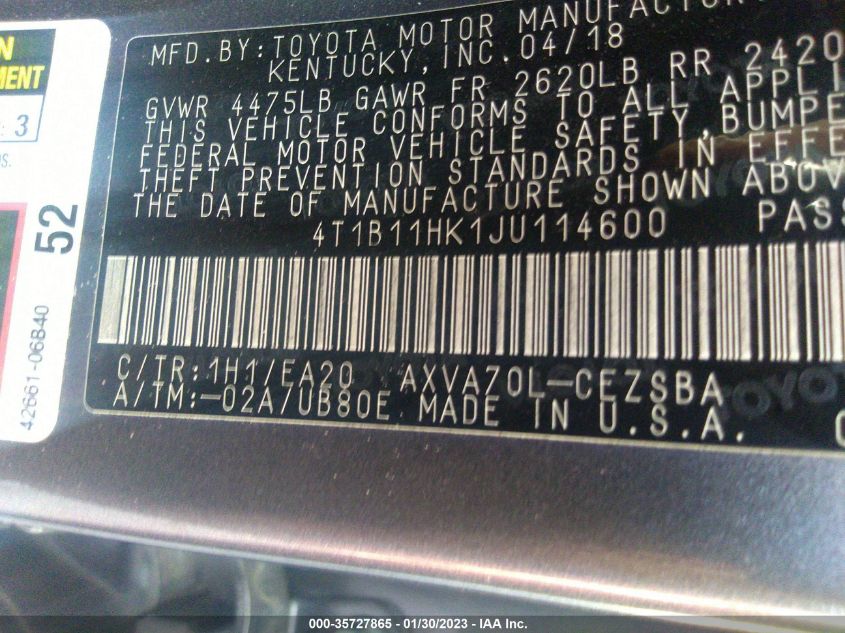 N
EMENT
: 3
s.
52
42661-06B40
MFD.BY:TOYOTA MOTOR MANUFACTUR
KENTUCKY,INC.04/18
GVWR 4475LB GAWR FR 2620LB RR 2420
THIS VEHICLE CONFORMS TO ALL APPLI
FEDERAL MOTOR VEHICLE SAFETY,BUMPE
THEFT PREVENTION STANDARDS IN EFFE
THE DATE OF MANUFACTURE SHOWN ABOV
4T1B11HK1JU114600 PASS
C/TR:1H1/EA20 AXVA70L-CEZSBA
A/TM:-02A/UB80E MADE IN U.S.A.
000-35727865 - 01/30/2023 - IAA Inc.